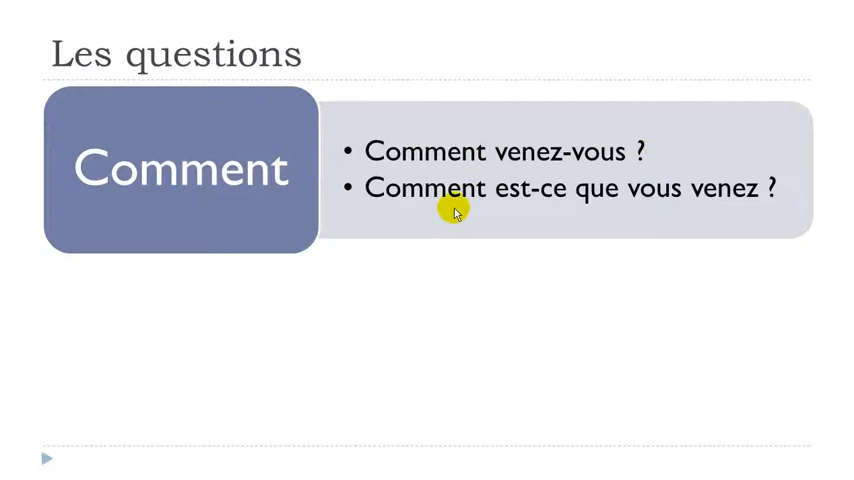 Les questions
Comment
• Comment venez-vous ?
• Comment est-ce que vous venez ?